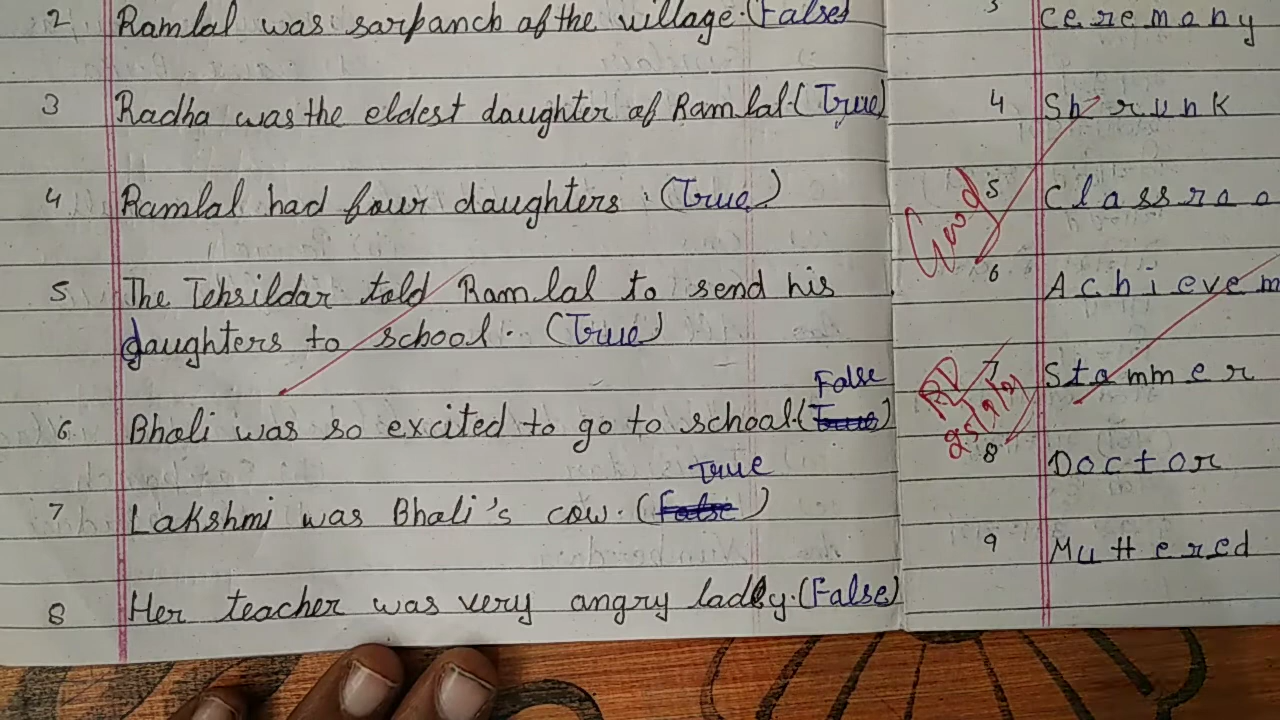 2 Ramlal was sarpanch of the village. (False)
3 Radha was the eldest daughter of Ramlal. (True)
4 Ramlal had four daughters. (True)
5 The Tehsildar told Ramlal to send his
daughters to school. (True)
False
6 Bholi was so excited to go to school. (True)
True
7 Lakshmi was Bholi's cow. (False)
8 Her teacher was very angry lady. (False)
3 Ceremony
4 Shrunk
Good
5 Classroo
6 Achievem
7 Stammer
25/9/21
8 Doctor
9 Muttered